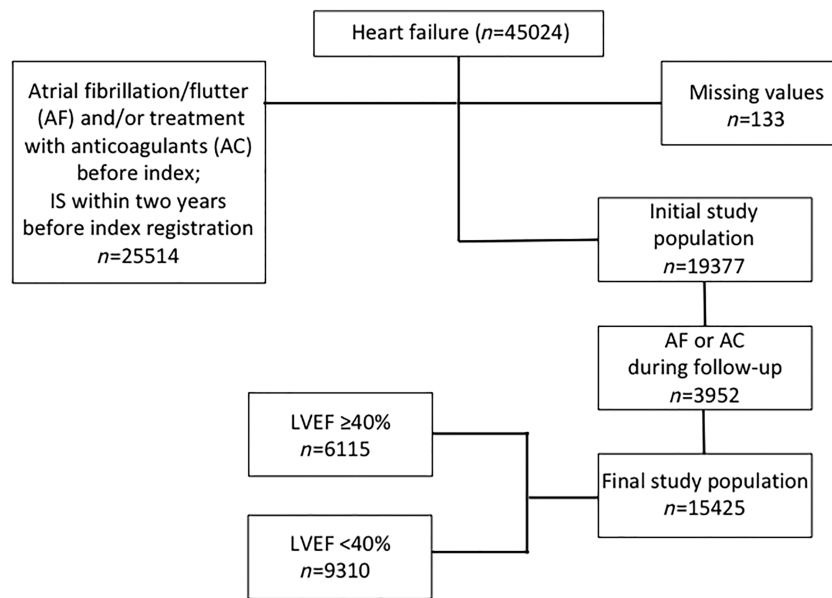 Heart failure (n=45024)
Atrial fibrillation/flutter
(AF) and/or treatment
with anticoagulants (AC)
before index;
IS within two years
before index registration
n=25514
Missing values
n=133
Initial study
population
n=19377
AF or AC
during follow-up
n=3952
LVEF ≥40%
n=6115
Final study population
n=15425
LVEF <40%
n=9310